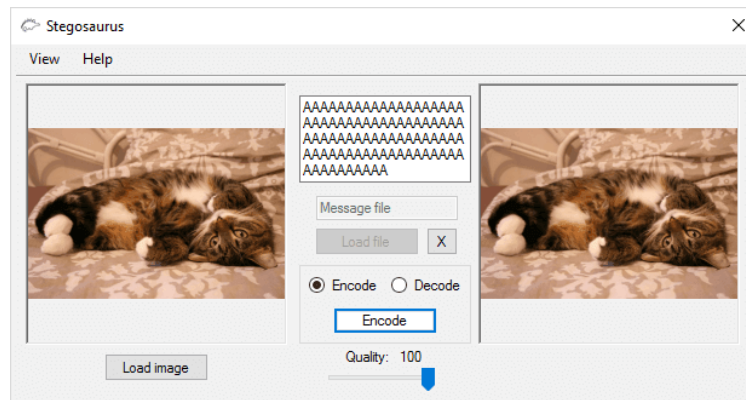 Stegosaurus
View Help
AAAAAAAAAAAAAAAAAAA
AAAAAAAAAAAAAAAAAAA
AAAAAAAAAAAAAAAAAAA
AAAAAAAAAAAAAAAAAAA
AAAAAAAAAA
Message file
Load file X
Encode Decode
Encode
Quality: 100
Load image